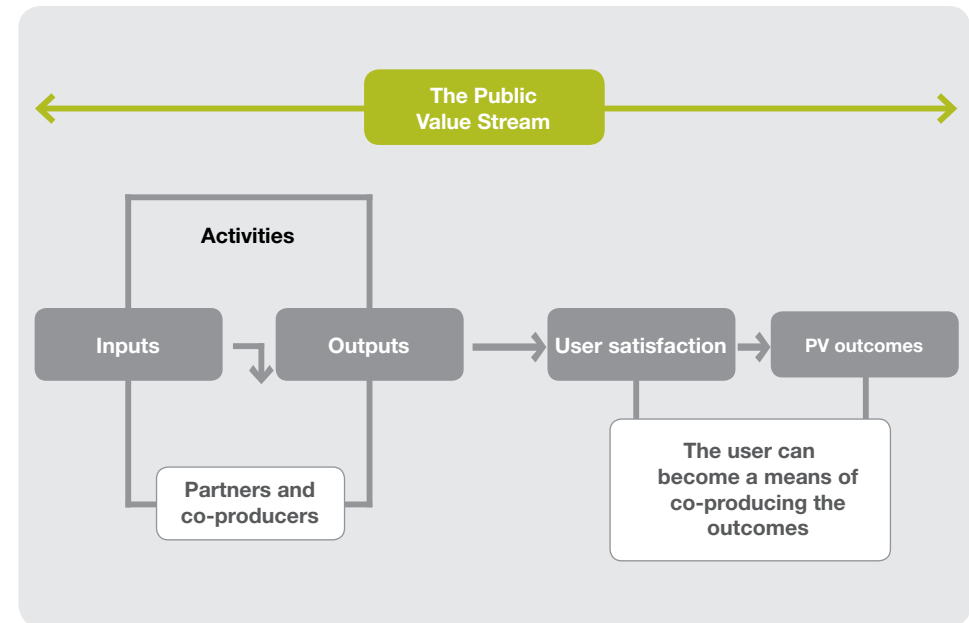 The Public
Value Stream
Activities
Inputs
Outputs
User satisfaction
PV outcomes
Partners and
co-producers
The user can
become a means of
co-producing the
outcomes